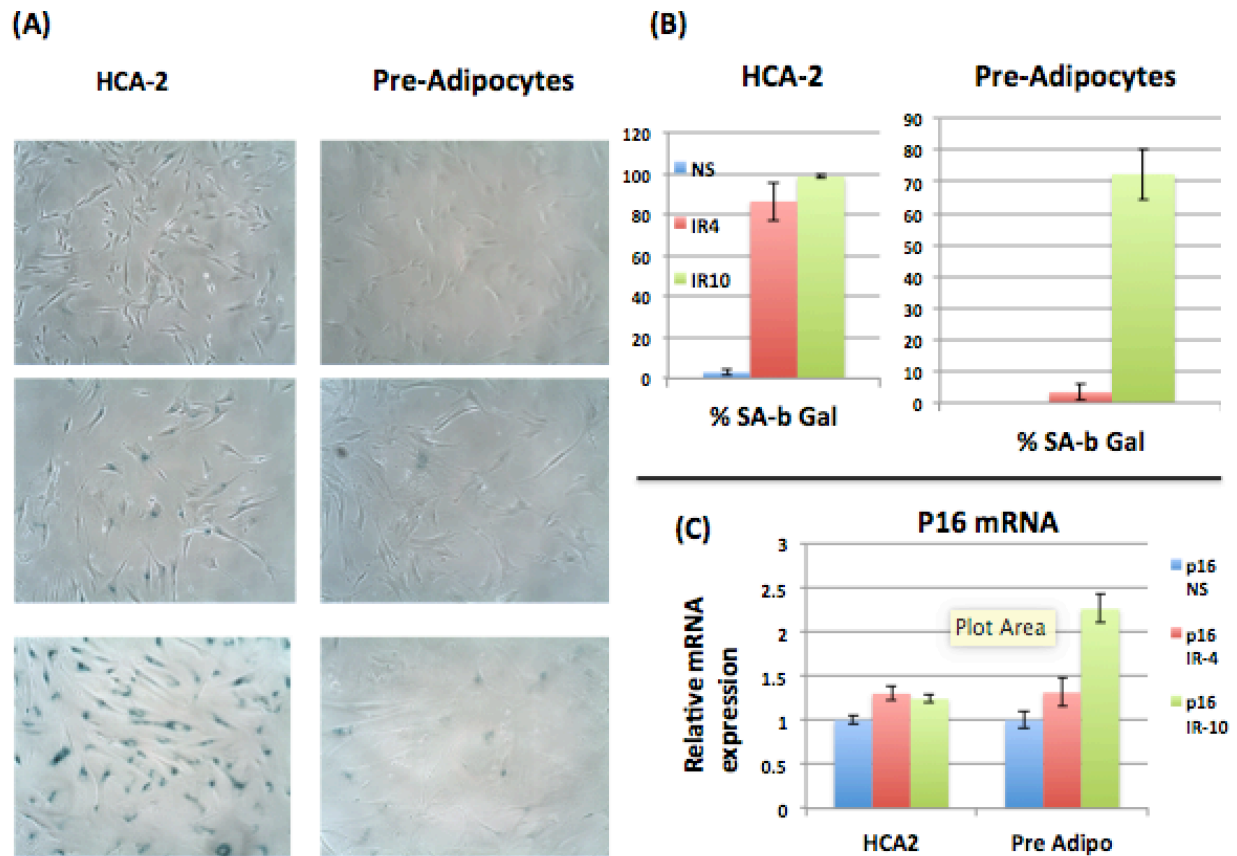 (A)
HCA-2
Pre-Adipocytes
(B)
HCA-2
Pre-Adipocytes
120
100
80
60
40
20
0
NS
IR4
IR10
% SA-b Gal
90
80
70
60
50
40
30
20
10
0
% SA-b Gal
(C)
P16 mRNA
Relative mRNA
expression
3
2.5
2
1.5
1
0.5
0
Plot Area
HCA2
Pre Adipo
p16
NS
p16
IR-4
p16
IR-10